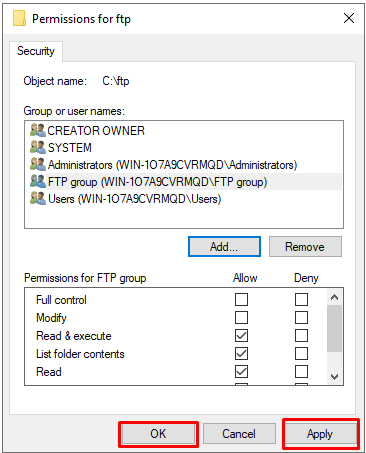 Permissions for ftp
Security
Object name: C:\ftp
Group or user names:
CREATOR OWNER
SYSTEM
Administrators (WIN-1O7A9CVRMQD\Administrators)
FTP group (WIN-1O7A9CVRMQD\FTP group)
Users (WIN-1O7A9CVRMQD\Users)
Add... Remove
Permissions for FTP group Allow Deny
Full control
Modify
Read & execute
List folder contents
Read
OK Cancel Apply